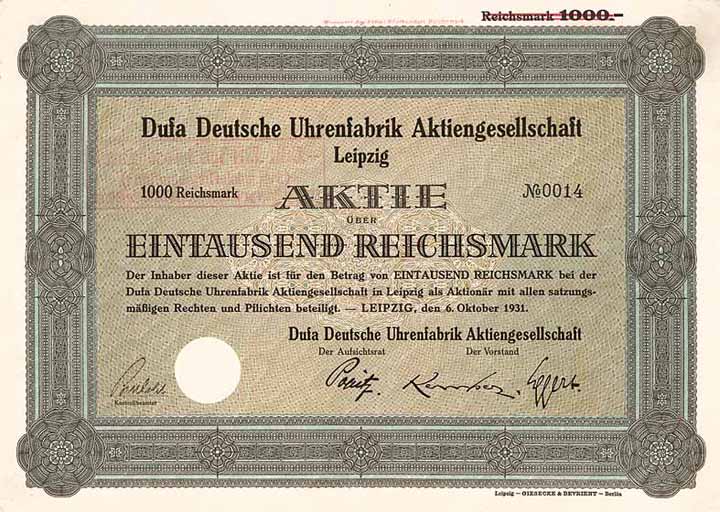 Reichsmark 1000.-
Dufa Deutsche Uhrenfabrik Aktiengesellschaft
Leipzig
1000 Reichsmark
AKTIE
№0014
ÜBER
EINTAUSEND REICHSMARK
Der Inhaber dieser Aktie ist für den Betrag von EINTAUSEND REICHSMARK bei der
Dufa Deutsche Uhrenfabrik Aktiengesellschaft in Leipzig als Aktionär mit allen satzungs-
mäßigen Rechten und Pflichten beteiligt. — LEIPZIG, den 6. Oktober 1931.
Dufa Deutsche Uhrenfabrik Aktiengesellschaft
Der Aufsichtsrat Der Vorstand
Kontrollbeamter
Leipzig — GIESECKE & DEVRIENT — Berlin